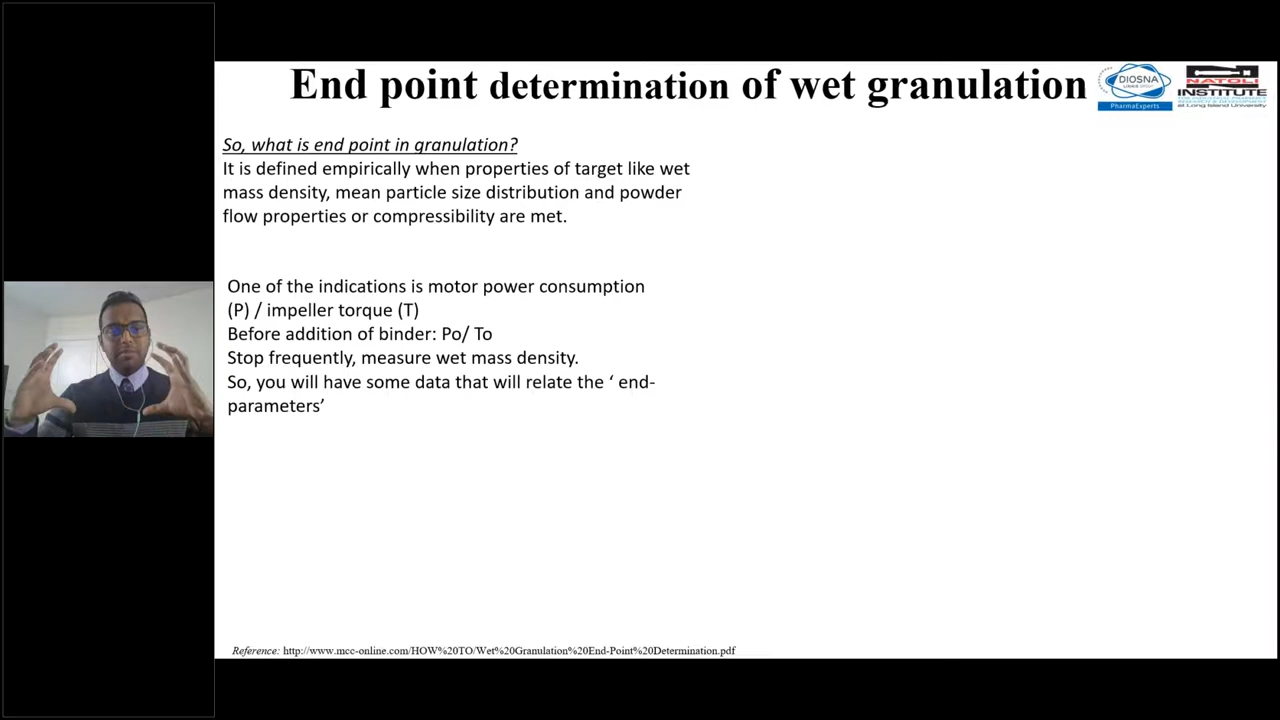 End point determination of wet granulation
DIOSNA
PharmaExperts
NATOLI
INSTITUTE
at Long Island University
So, what is end point in granulation?
It is defined empirically when properties of target like wet
mass density, mean particle size distribution and powder
flow properties or compressibility are met.
One of the indications is motor power consumption
(P) / impeller torque (T)
Before addition of binder: Po/ To
Stop frequently, measure wet mass density.
So, you will have some data that will relate the ‘ end-
parameters’
Reference: http://www.mcc-online.com/HOW%20TO/Wet%20Granulation%20End-Point%20Determination.pdf